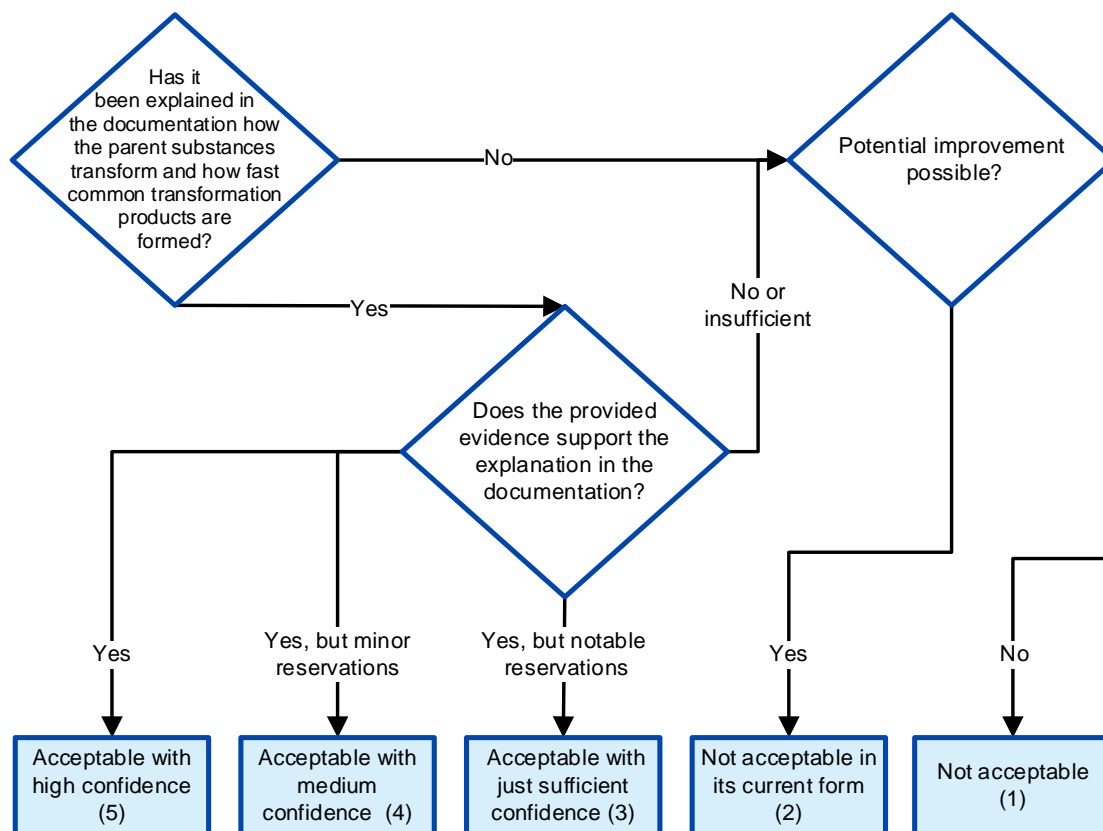 Has it
been explained in
the documentation how
the parent substances
transform and how fast
common transformation
products are
formed?
No
Potential improvement
possible?
Yes
No or
insufficient
Does the provided
evidence support the
explanation in the
documentation?
Yes
Yes, but minor
reservations
Yes, but notable
reservations
Yes
No
Acceptable with
high confidence
(5)
Acceptable with
medium
confidence (4)
Acceptable with
just sufficient
confidence (3)
Not acceptable in
its current form
(2)
Not acceptable
(1)